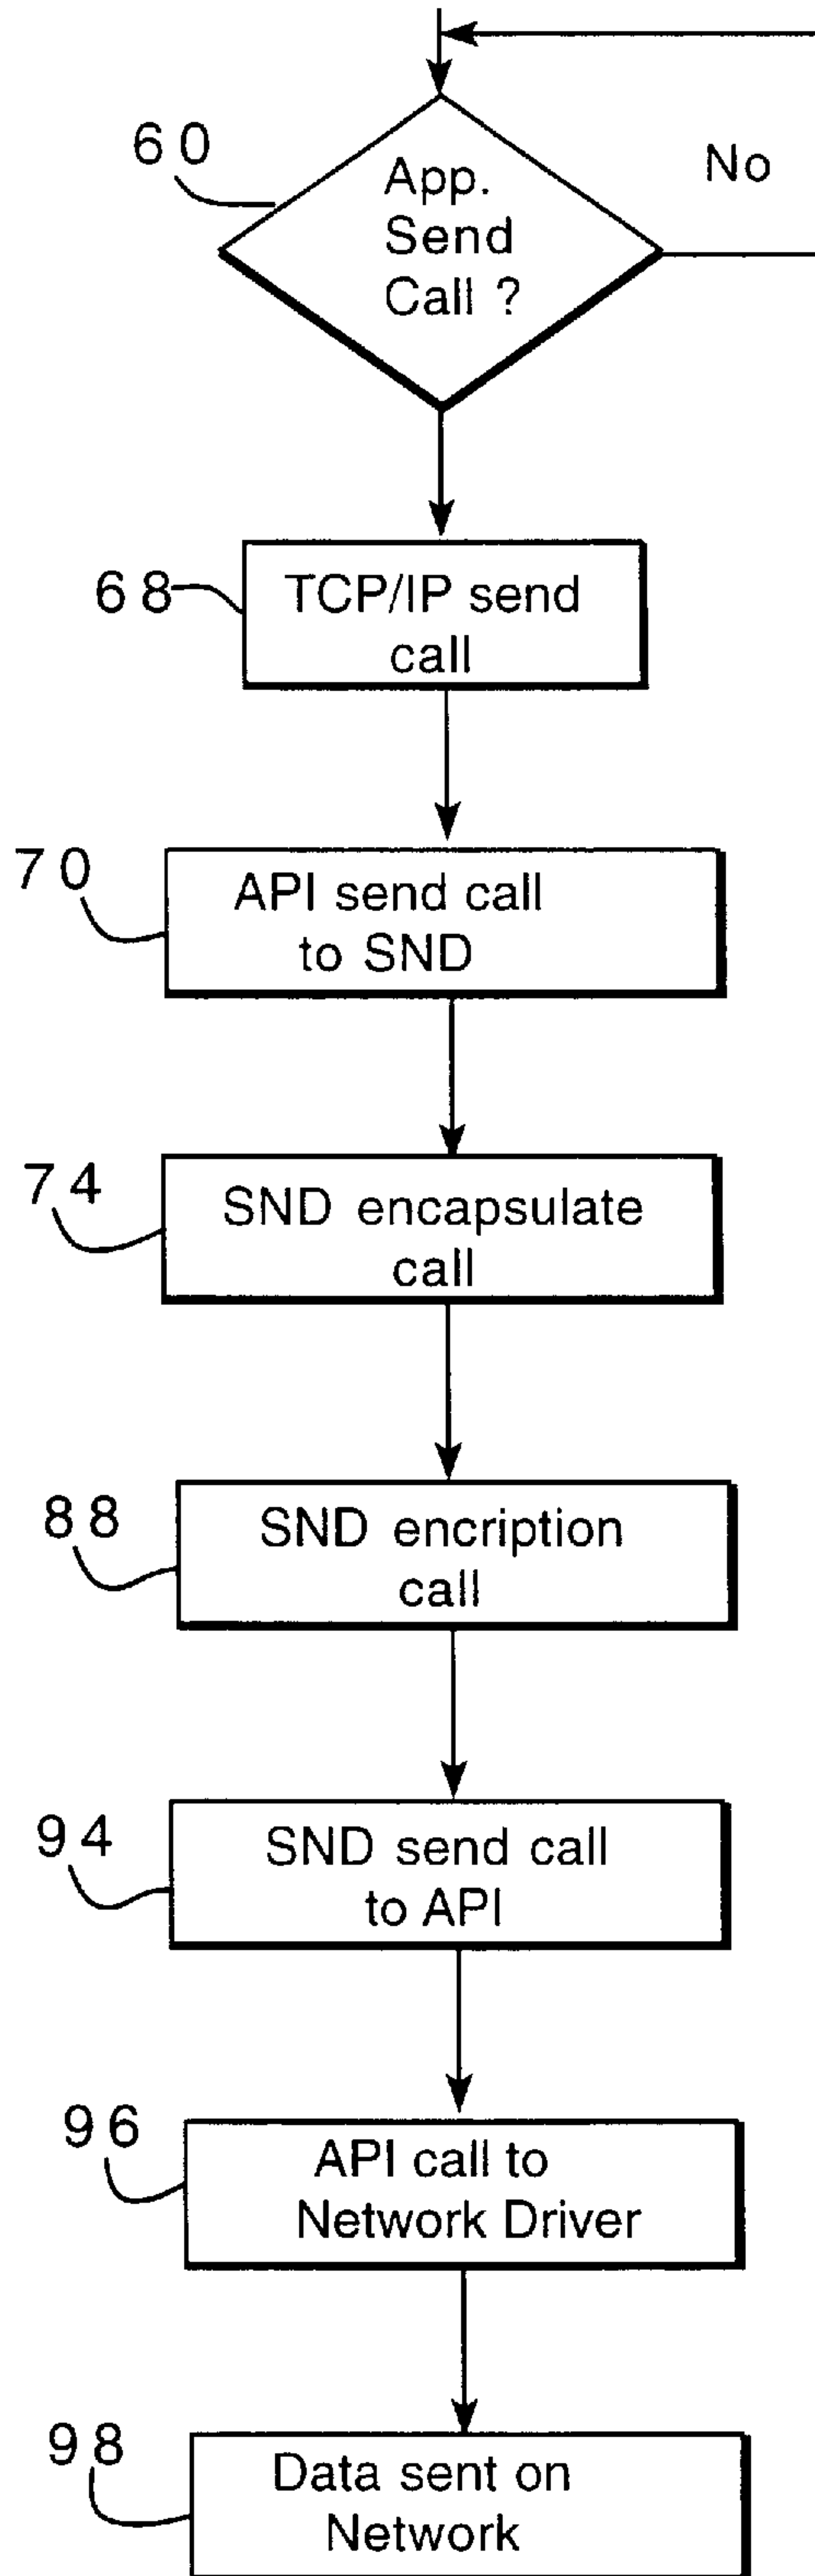 60
App.
Send
Call ?
No
68
TCP/IP send
call
70
API send call
to SND
74
SND encapsulate
call
88
SND encription
call
94
SND send call
to API
96
API call to
Network Driver
98
Data sent on
Network